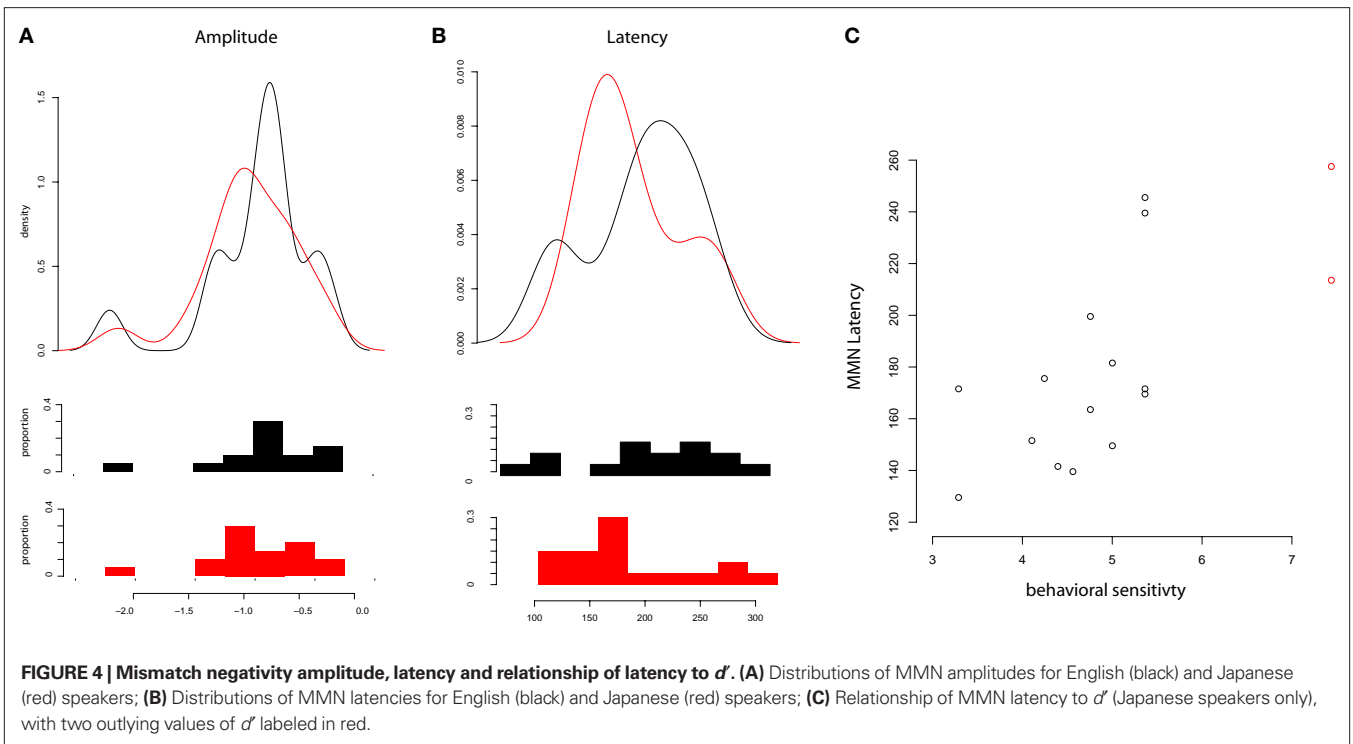 A
Amplitude
density
0.0 0.5 1.0 1.5
proportion
0 0.4
proportion
0 0.4
−2.0 −1.5 −1.0 −0.5 0.0
B
Latency
0.000 0.002 0.004 0.006 0.008 0.010
0 0.3
0 0.3
100 150 200 250 300
C
MMN Latency
120 140 160 180 200 220 240 260
3 4 5 6 7
behavioral sensitivty
FIGURE 4 | Mismatch negativity amplitude, latency and relationship of latency to d′. (A) Distributions of MMN amplitudes for English (black) and Japanese
(red) speakers; (B) Distributions of MMN latencies for English (black) and Japanese (red) speakers; (C) Relationship of MMN latency to d′ (Japanese speakers only),
with two outlying values of d′ labeled in red.